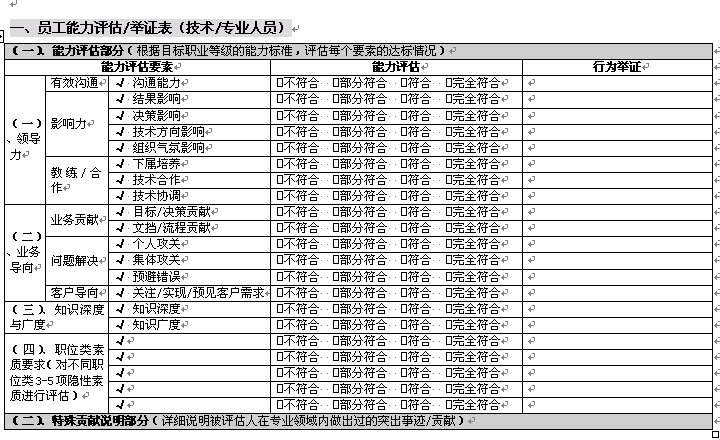 一、员工能力评估/举证表（技术/专业人员）
（一）．能力评估部分（根据目标职业等级的能力标准，评估每个要素的达标情况）
能力评估要素 能力评估 行为举证
（一）、领导力 有效沟通 √ 沟通能力 □不符合 □部分符合 □符合 □完全符合
影响力 √ 结果影响 □不符合 □部分符合 □符合 □完全符合
√ 决策影响 □不符合 □部分符合 □符合 □完全符合
√ 技术方向影响 □不符合 □部分符合 □符合 □完全符合
√ 组织气氛影响 □不符合 □部分符合 □符合 □完全符合
教练/合作 √ 下属培养 □不符合 □部分符合 □符合 □完全符合
√ 技术合作 □不符合 □部分符合 □符合 □完全符合
√ 技术协调 □不符合 □部分符合 □符合 □完全符合
（二）、业务导向 业务贡献 √ 目标/决策贡献 □不符合 □部分符合 □符合 □完全符合
√ 文档/流程贡献 □不符合 □部分符合 □符合 □完全符合
问题解决 √ 个人攻关 □不符合 □部分符合 □符合 □完全符合
√ 集体攻关 □不符合 □部分符合 □符合 □完全符合
√ 预避错误 □不符合 □部分符合 □符合 □完全符合
客户导向 √ 关注/实现/预见客户需求 □不符合 □部分符合 □符合 □完全符合
（三）．知识深度与广度 √ 知识深度 □不符合 □部分符合 □符合 □完全符合
√ 知识广度 □不符合 □部分符合 □符合 □完全符合
（四）．职位类素质要求（对不同职位类3-5项隐性素质进行评估） √ □不符合 □部分符合 □符合 □完全符合
√ □不符合 □部分符合 □符合 □完全符合
√ □不符合 □部分符合 □符合 □完全符合
√ □不符合 □部分符合 □符合 □完全符合
√ □不符合 □部分符合 □符合 □完全符合
（二）．特殊贡献说明部分（详细说明被评估人在专业领域内做出过的突出事迹/贡献）